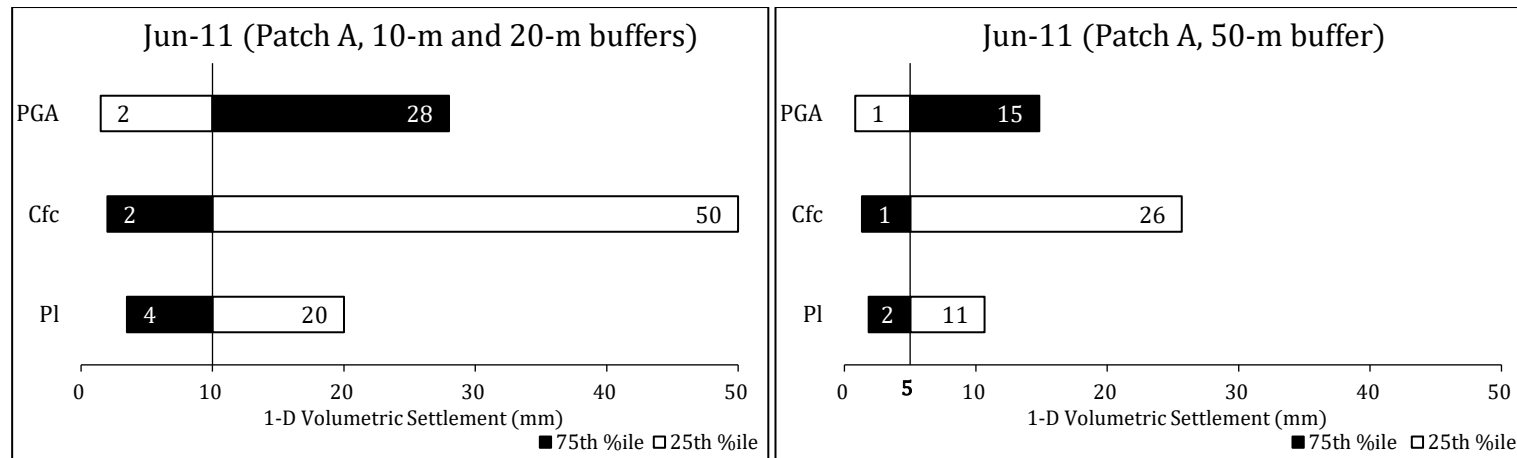 Jun-11 (Patch A, 10-m and 20-m buffers)
PGA
2
28
Cfc
2
50
Pl
4
20
0
10
20
30
40
50
1-D Volumetric Settlement (mm)
75th %ile
25th %ile
Jun-11 (Patch A, 50-m buffer)
PGA
1
15
Cfc
1
26
Pl
2
11
0
5
10
20
30
40
50
1-D Volumetric Settlement (mm)
75th %ile
25th %ile